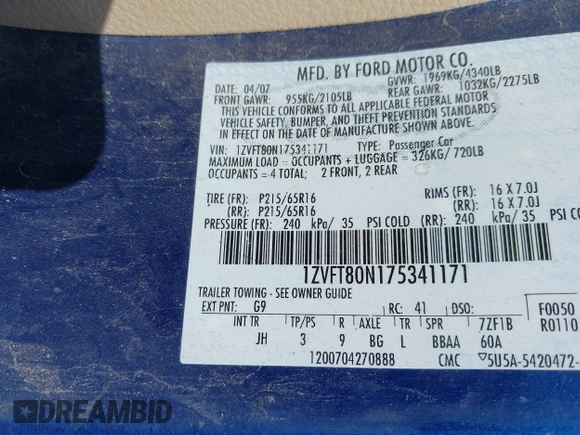 MFD. BY FORD MOTOR CO.
DATE: 04/07 GVWR: 1969KG/4340LB
FRONT GAWR: 955KG/2105LB REAR GAWR: 1032KG/2275LB
THIS VEHICLE CONFORMS TO ALL APPLICABLE FEDERAL MOTOR
VEHICLE SAFETY, BUMPER, AND THEFT PREVENTION STANDARDS
IN EFFECT ON THE DATE OF MANUFACTURE SHOWN ABOVE.
VIN: 1ZVFT80N175341171 TYPE: Passenger Car
MAXIMUM LOAD = OCCUPANTS + LUGGAGE = 326KG/ 720LB
OCCUPANTS = 4 TOTAL: 2 FRONT, 2 REAR
TIRE (FR): P215/65R16 RIMS (FR): 16 X 7.0J
(RR): P215/65R16 (RR): 16 X 7.0J
PRESSURE (FR): 240 kPa/ 35 PSI COLD (RR): 240 kPa/ 35 PSI CO
1ZVFT80N175341171
TRAILER TOWING - SEE OWNER GUIDE
EXT PNT: G9 RC: 41 DSO: F0050
INT TR TP/PS R AXLE TR SPR 7ZF1B R0110
JH 3 9 BG L BBAA 60A
1200704270888 CMC ▽5U5A-5420472-
DREAMBID